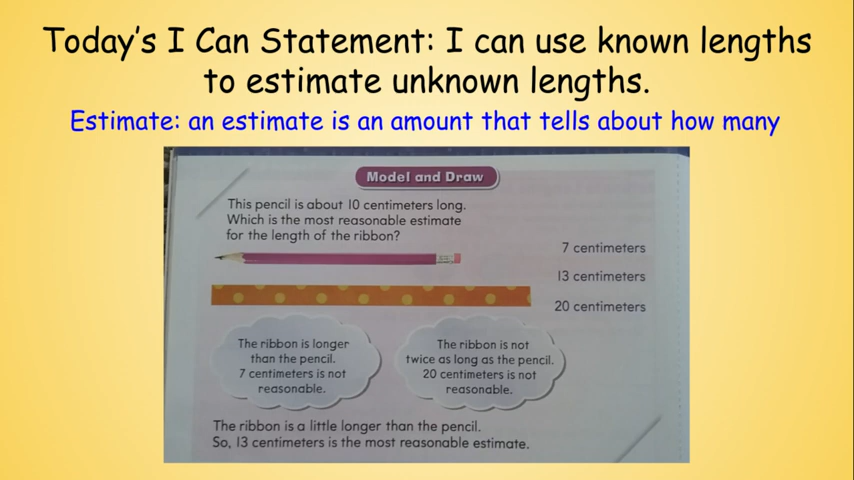 Today's I Can Statement: I can use known lengths
to estimate unknown lengths.
Estimate: an estimate is an amount that tells about how many
Model and Draw
This pencil is about 10 centimeters long.
Which is the most reasonable estimate
for the length of the ribbon?
7 centimeters
13 centimeters
20 centimeters
The ribbon is longer
than the pencil.
7 centimeters is not
reasonable.
The ribbon is not
twice as long as the pencil.
20 centimeters is not
reasonable.
The ribbon is a little longer than the pencil.
So, 13 centimeters is the most reasonable estimate.